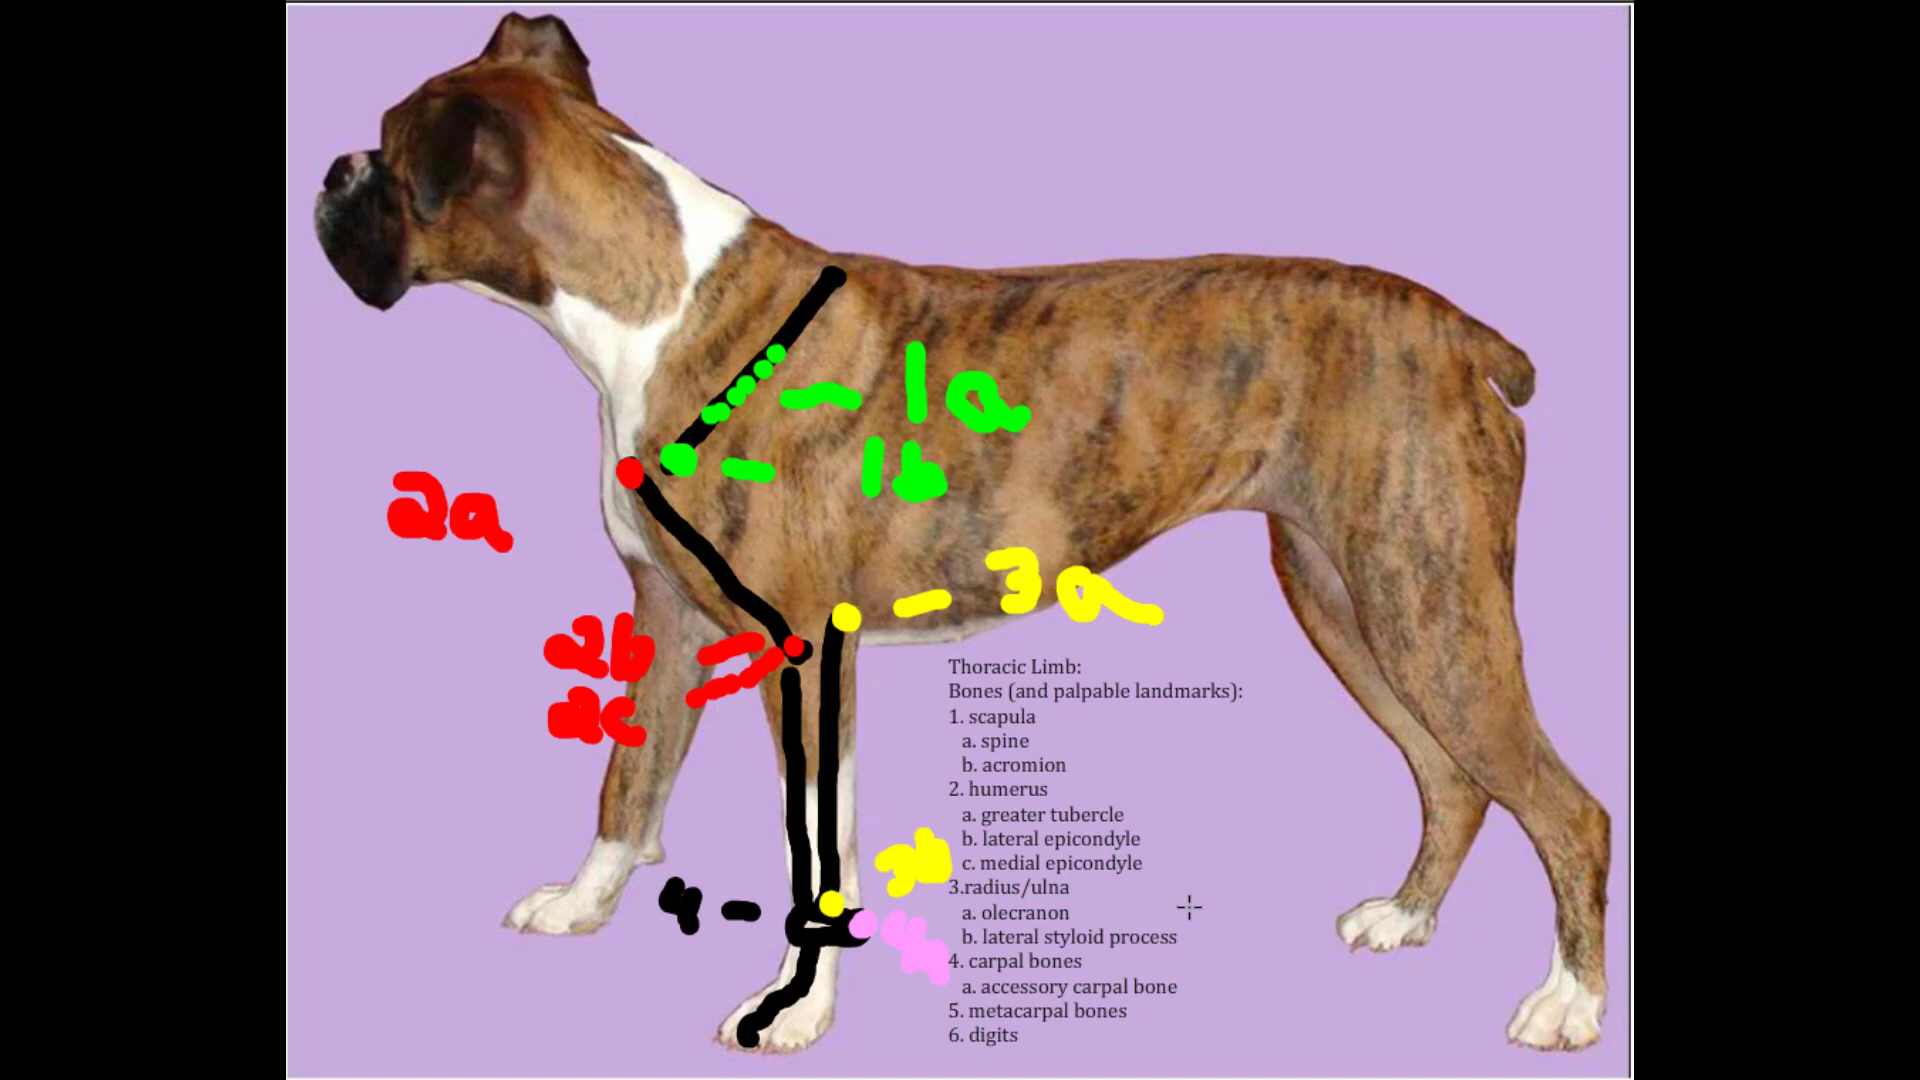 1a
1b
2a
3a
2b
2c
3b
4 -
4a
Thoracic Limb:
Bones (and palpable landmarks):
1. scapula
a. spine
b. acromion
2. humerus
a. greater tubercle
b. lateral epicondyle
c. medial epicondyle
3.radius/ulna
a. olecranon
b. lateral styloid process
4. carpal bones
a. accessory carpal bone
5. metacarpal bones
6. digits